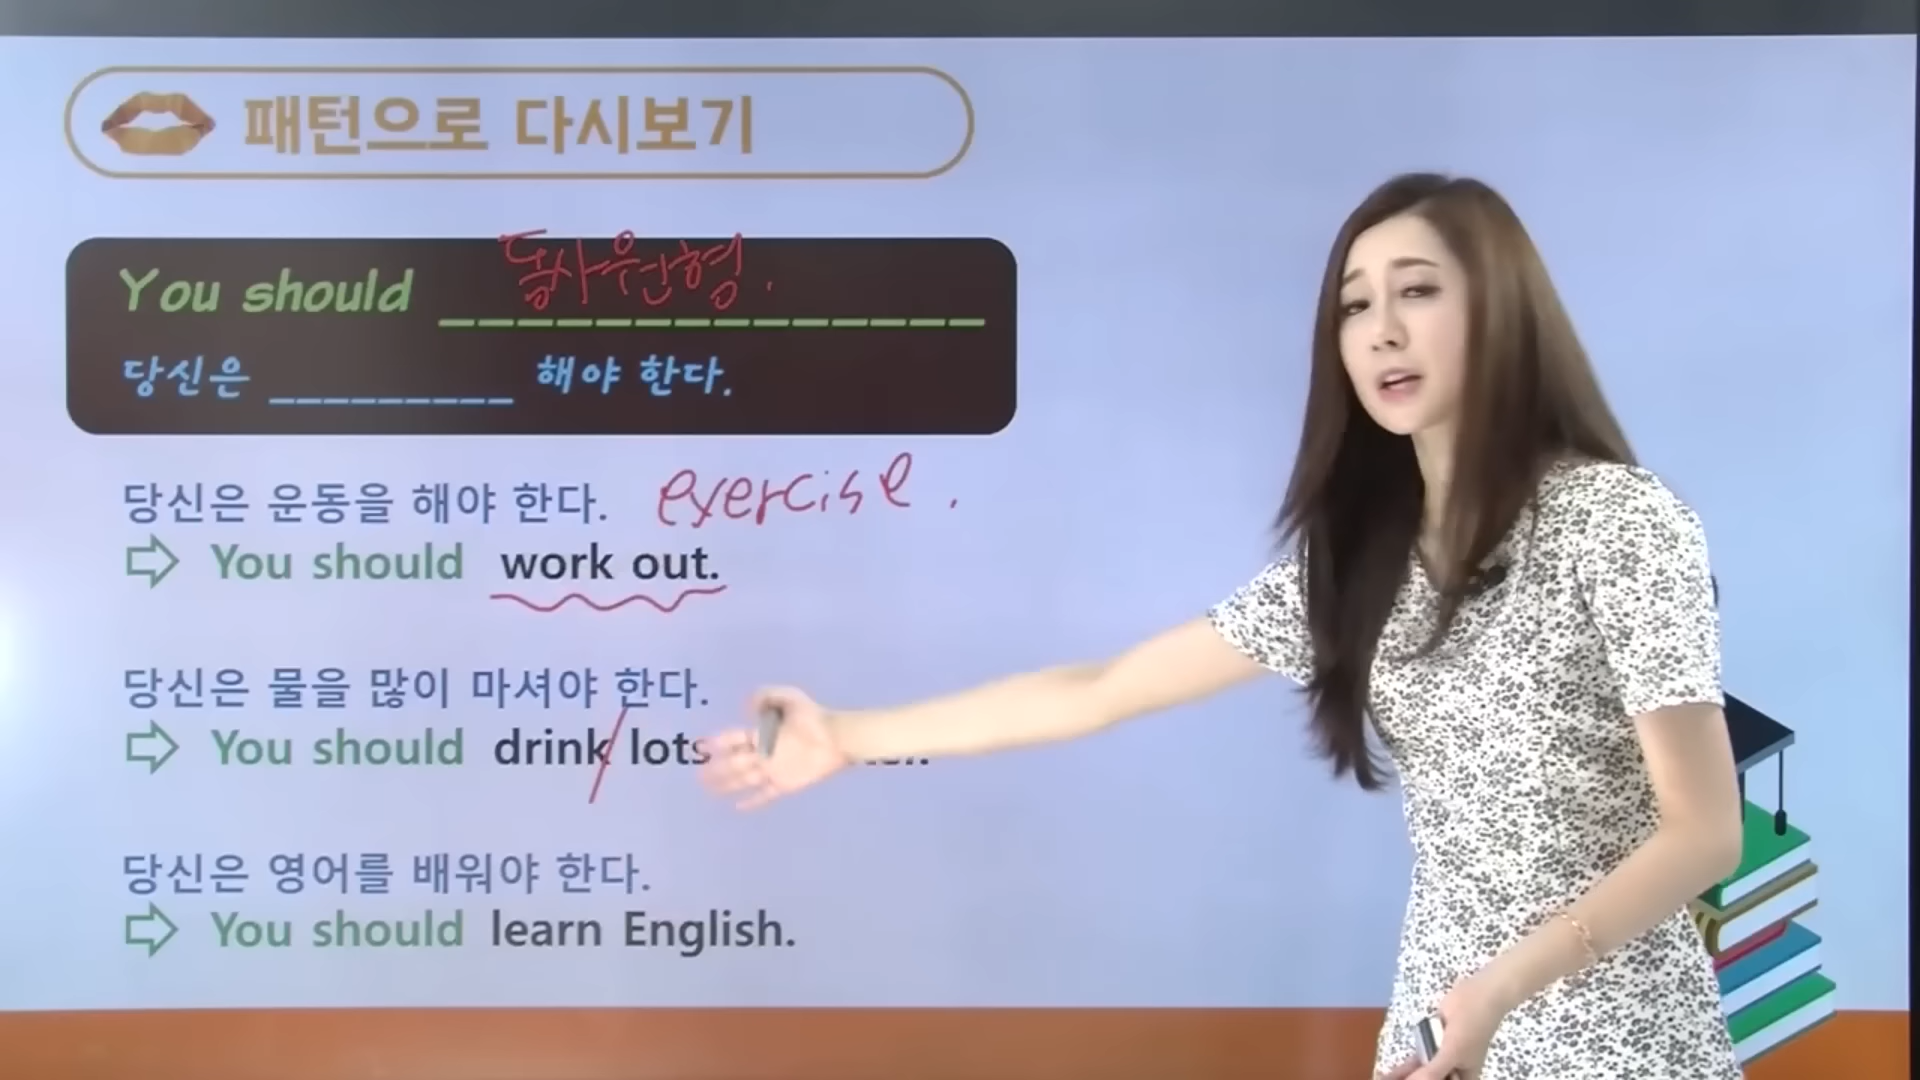 패턴으로 다시보기
You should 동사원형.
당신은 _________ 해야 한다.
당신은 운동을 해야 한다. exercise.
You should work out.
당신은 물을 많이 마셔야 한다.
You should drink/ lots
당신은 영어를 배워야 한다.
You should learn English.